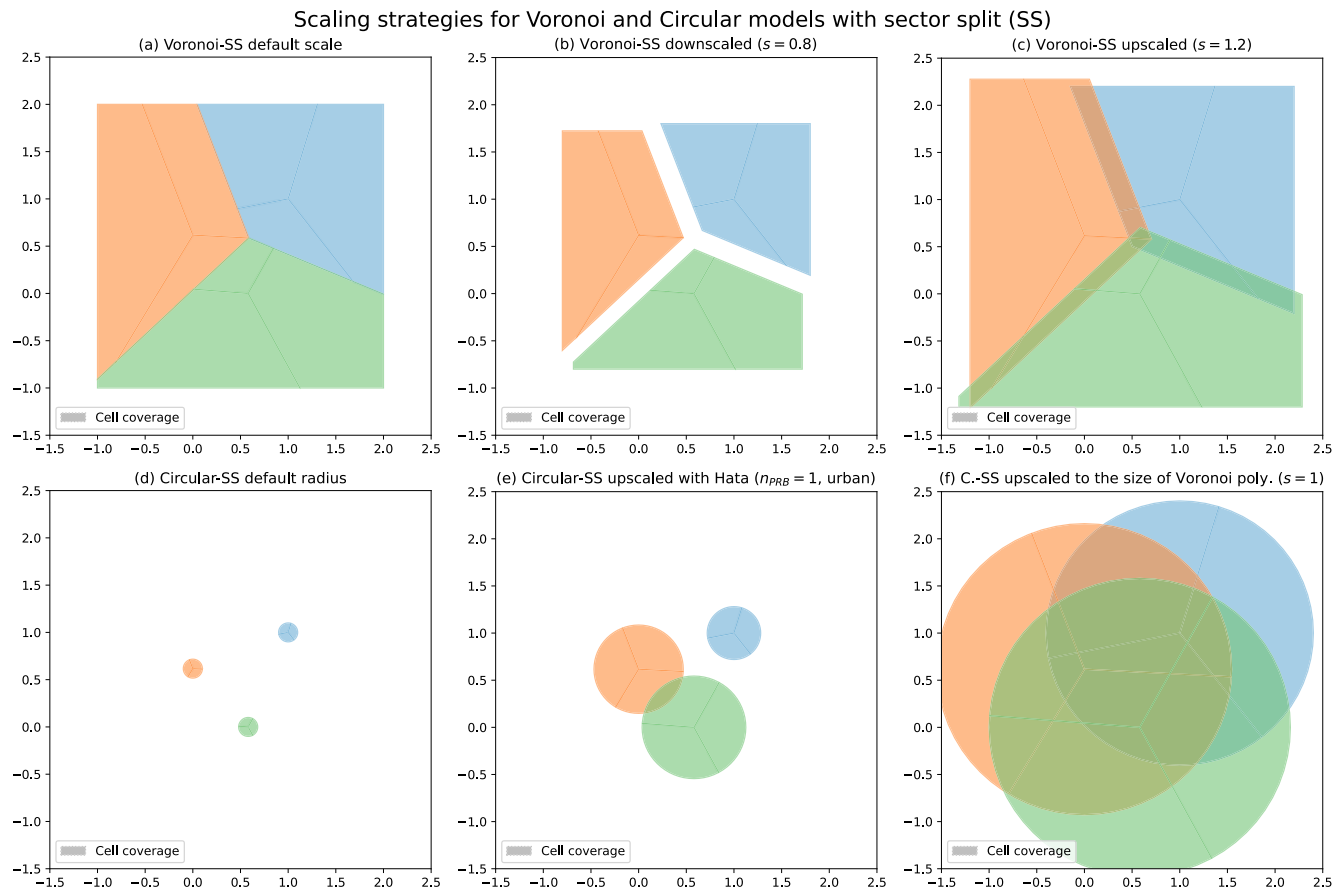 Scaling strategies for Voronoi and Circular models with sector split (SS)
(a) Voronoi-SS default scale
2.5
2.0
1.5
1.0
0.5
0.0
−0.5
−1.0
−1.5
Cell coverage
−1.5 −1.0 −0.5 0.0 0.5 1.0 1.5 2.0 2.5
(b) Voronoi-SS downscaled (s = 0.8)
2.5
2.0
1.5
1.0
0.5
0.0
−0.5
−1.0
−1.5
Cell coverage
−1.5 −1.0 −0.5 0.0 0.5 1.0 1.5 2.0 2.5
(c) Voronoi-SS upscaled (s = 1.2)
2.5
2.0
1.5
1.0
0.5
0.0
−0.5
−1.0
−1.5
Cell coverage
−1.5 −1.0 −0.5 0.0 0.5 1.0 1.5 2.0 2.5
(d) Circular-SS default radius
2.5
2.0
1.5
1.0
0.5
0.0
−0.5
−1.0
−1.5
Cell coverage
−1.5 −1.0 −0.5 0.0 0.5 1.0 1.5 2.0 2.5
(e) Circular-SS upscaled with Hata (n_PRB = 1, urban)
2.5
2.0
1.5
1.0
0.5
0.0
−0.5
−1.0
−1.5
Cell coverage
−1.5 −1.0 −0.5 0.0 0.5 1.0 1.5 2.0 2.5
(f) C.-SS upscaled to the size of Voronoi poly. (s = 1)
2.5
2.0
1.5
1.0
0.5
0.0
−0.5
−1.0
−1.5
Cell coverage
−1.5 −1.0 −0.5 0.0 0.5 1.0 1.5 2.0 2.5